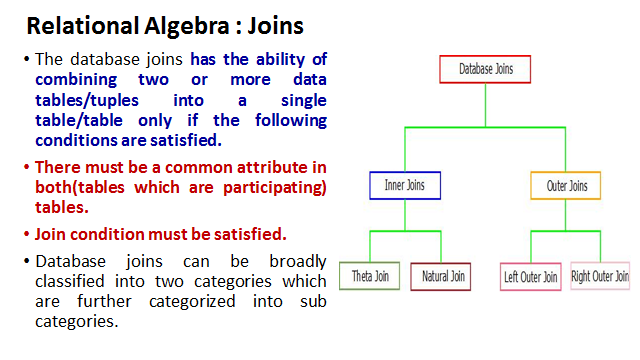 Relational Algebra : Joins
• The database joins has the ability of
combining two or more data
tables/tuples into a single
table/table only if the following
conditions are satisfied.
• There must be a common attribute in
both(tables which are participating)
tables.
• Join condition must be satisfied.
• Database joins can be broadly
classified into two categories which
are further categorized into sub
categories.
Database Joins
Inner Joins
Outer Joins
Theta Join
Natural Join
Left Outer Join
Right Outer Join